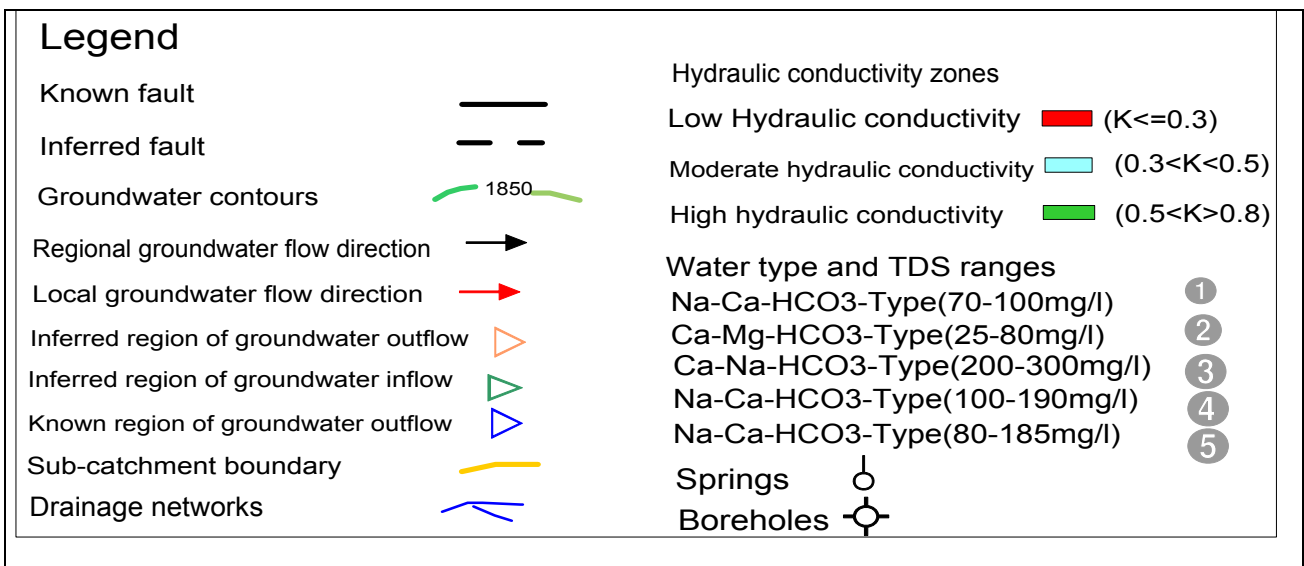 Legend
Known fault
Inferred fault
Groundwater contours 1850
Regional groundwater flow direction
Local groundwater flow direction
Inferred region of groundwater outflow
Inferred region of groundwater inflow
Known region of groundwater outflow
Sub-catchment boundary
Drainage networks
Hydraulic conductivity zones
Low Hydraulic conductivity (K<=0.3)
Moderate hydraulic conductivity (0.3<K<0.5)
High hydraulic conductivity (0.5<K>0.8)
Water type and TDS ranges
Na-Ca-HCO3-Type(70-100mg/l) 1
Ca-Mg-HCO3-Type(25-80mg/l) 2
Ca-Na-HCO3-Type(200-300mg/l) 3
Na-Ca-HCO3-Type(100-190mg/l) 4
Na-Ca-HCO3-Type(80-185mg/l) 5
Springs
Boreholes